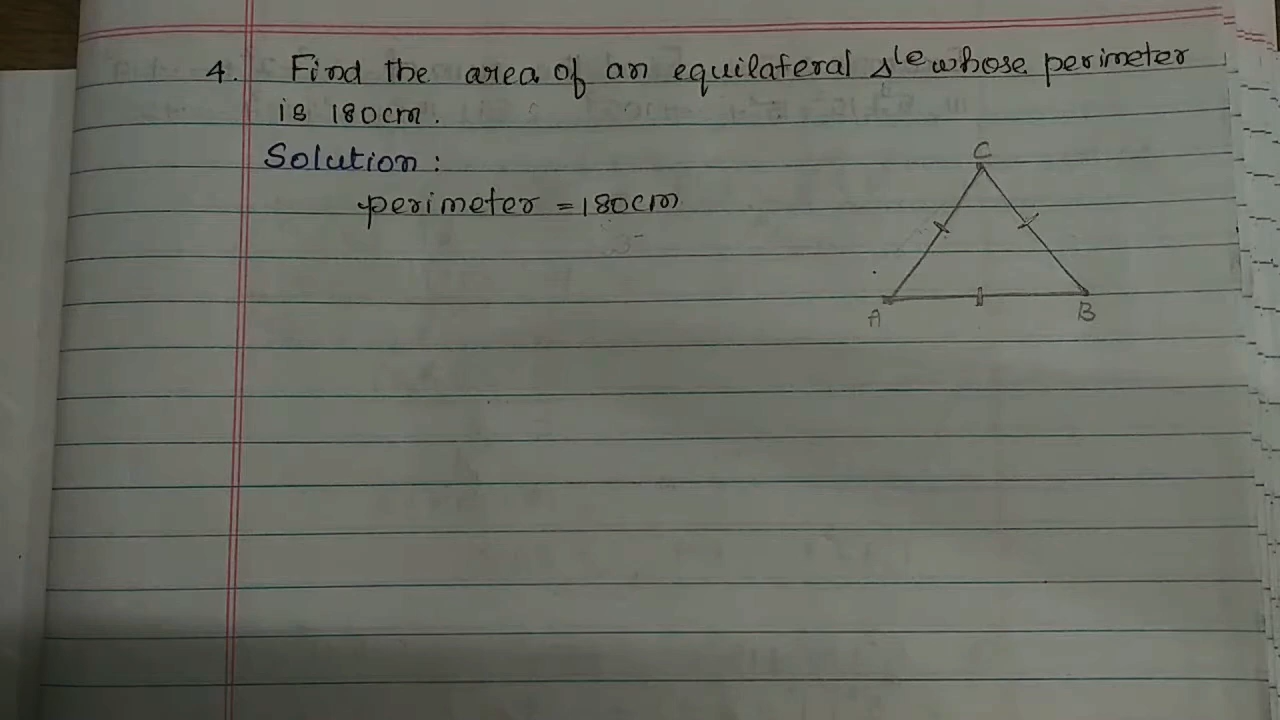 4. Find the area of an equilateral △le whose perimeter
is 180cm.
Solution:
perimeter = 180cm
C
A
B